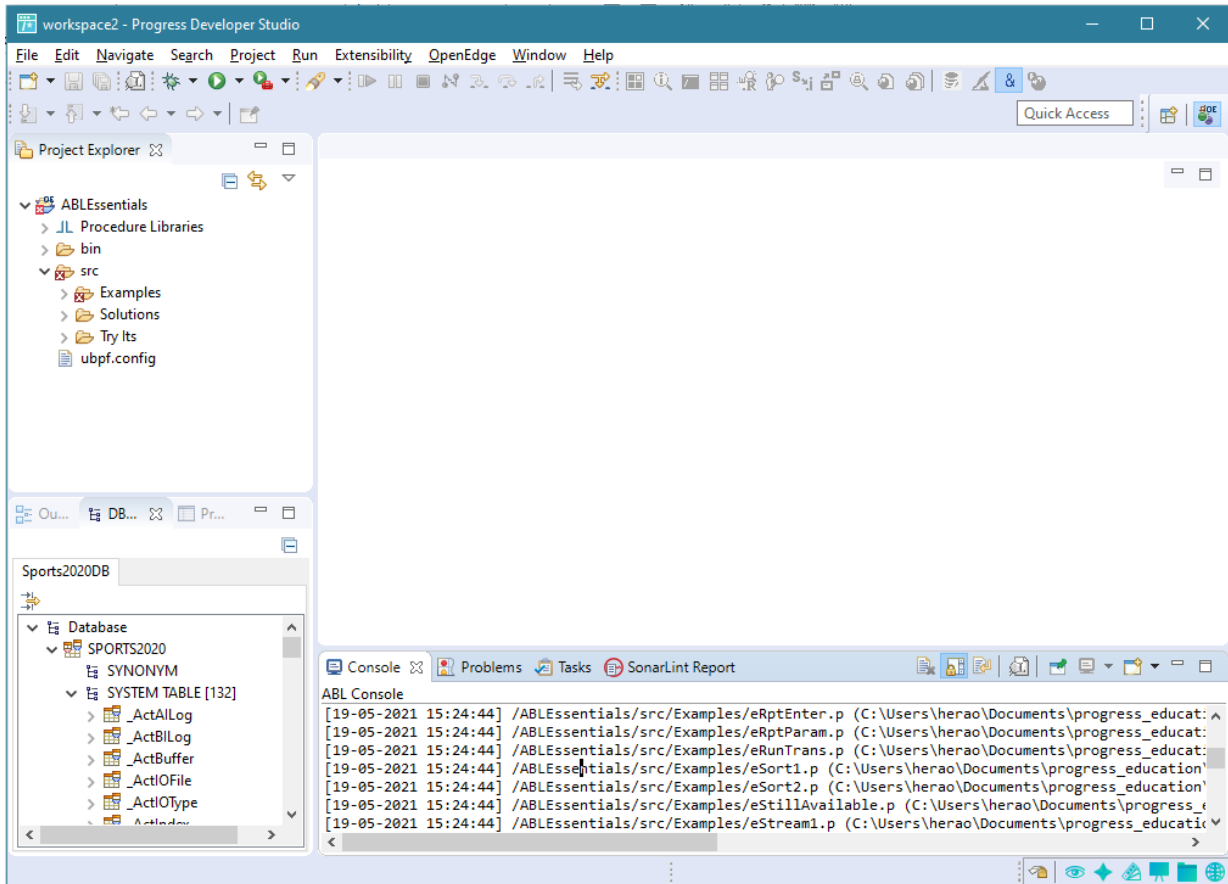 workspace2 - Progress Developer Studio
File Edit Navigate Search Project Run Extensibility OpenEdge Window Help
Quick Access
Project Explorer
ABLEssentials
Procedure Libraries
bin
src
Examples
Solutions
Try Its
ubpf.config
Ou... DB... Pr...
Sports2020DB
Database
SPORTS2020
SYNONYM
SYSTEM TABLE [132]
_ActAILog
_ActBILog
_ActBuffer
_ActIOFile
_ActIOType
_ActIndex
Console Problems Tasks SonarLint Report
ABL Console
[19-05-2021 15:24:44] /ABLEssentials/src/Examples/eRptEnter.p (C:\Users\herao\Documents\progress_educati
[19-05-2021 15:24:44] /ABLEssentials/src/Examples/eRptParam.p (C:\Users\herao\Documents\progress_educati
[19-05-2021 15:24:44] /ABLEssentials/src/Examples/eRunTrans.p (C:\Users\herao\Documents\progress_educati
[19-05-2021 15:24:44] /ABLEssentials/src/Examples/eSort1.p (C:\Users\herao\Documents\progress_education\
[19-05-2021 15:24:44] /ABLEssentials/src/Examples/eSort2.p (C:\Users\herao\Documents\progress_education\
[19-05-2021 15:24:44] /ABLEssentials/src/Examples/eStillAvailable.p (C:\Users\herao\Documents\progress_e
[19-05-2021 15:24:44] /ABLEssentials/src/Examples/eStream1.p (C:\Users\herao\Documents\progress_educatio